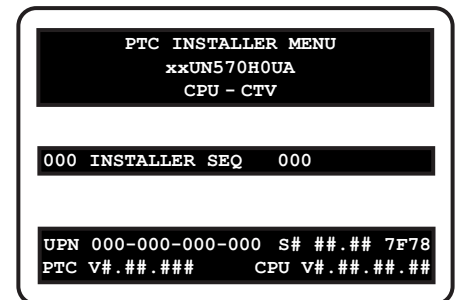 PTC INSTALLER MENU
xxUN570H0UA
CPU – CTV
000 INSTALLER SEQ 000
UPN 000-000-000-000 S# ##.## 7F78
PTC V#.##.### CPU V#.##.##.##